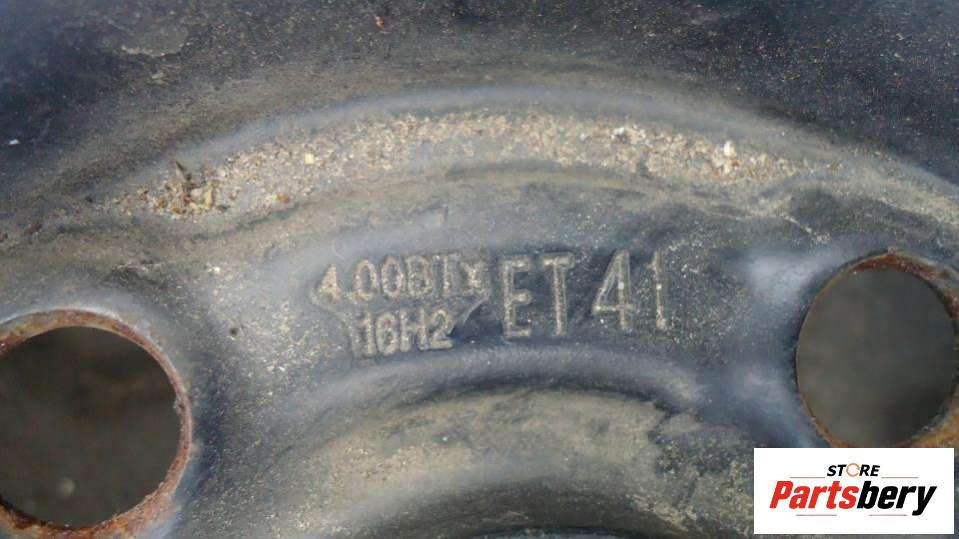 4.00BTx
16H2
ET41
STORE
Partsbery